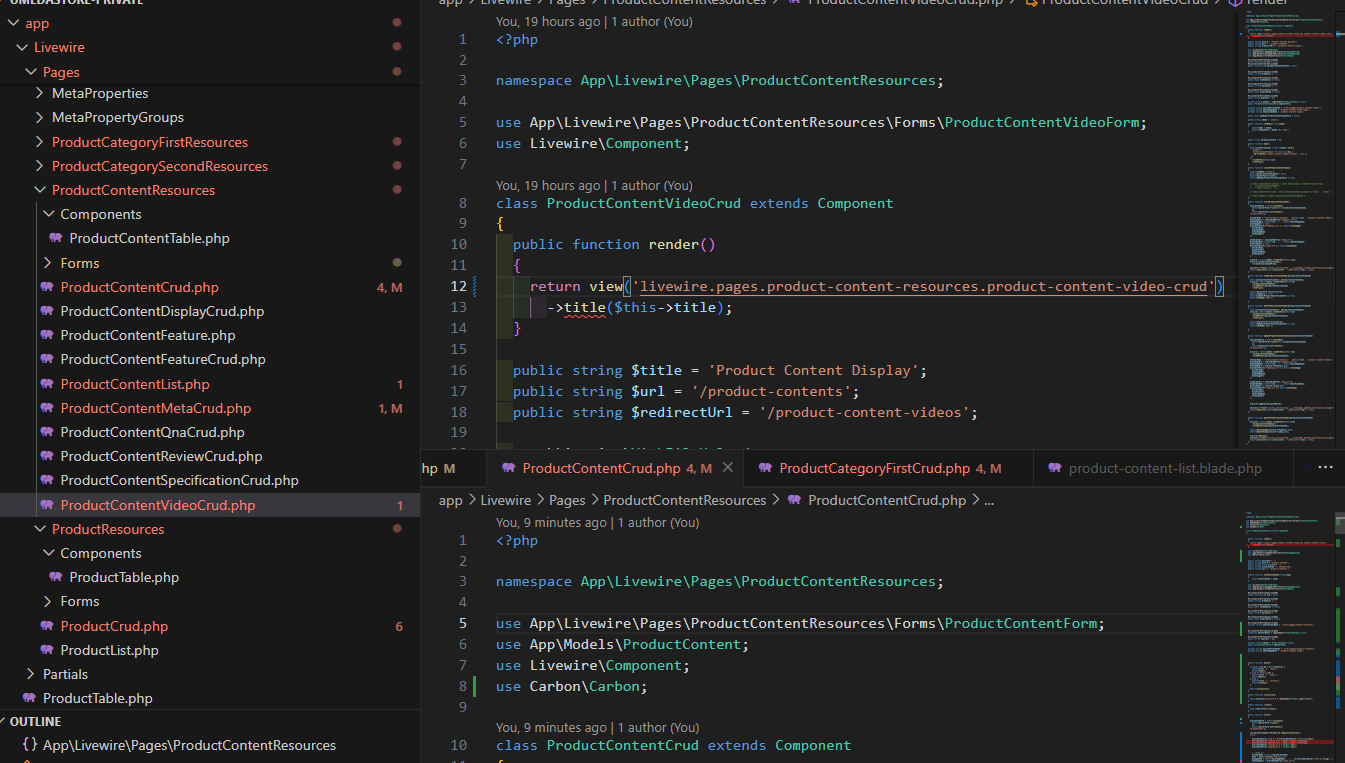 UMEDASTORE-PRIVATE
app
Livewire
Pages
MetaProperties
MetaPropertyGroups
ProductCategoryFirstResources
ProductCategorySecondResources
ProductContentResources
Components
ProductContentTable.php
Forms
ProductContentCrud.php 4, M
ProductContentDisplayCrud.php
ProductContentFeature.php
ProductContentFeatureCrud.php
ProductContentList.php 1
ProductContentMetaCrud.php 1, M
ProductContentQnaCrud.php
ProductContentReviewCrud.php
ProductContentSpecificationCrud.php
ProductContentVideoCrud.php 1
ProductResources
Components
ProductTable.php
Forms
ProductCrud.php 6
ProductList.php
Partials
ProductTable.php
OUTLINE
{} App\Livewire\Pages\ProductContentResources
app > Livewire > Pages > ProductContentResources > ProductContentVideoCrud.php > ProductContentVideoCrud > render
You, 19 hours ago | 1 author (You)
1 <?php
2
3 namespace App\Livewire\Pages\ProductContentResources;
4
5 use App\Livewire\Pages\ProductContentResources\Forms\ProductContentVideoForm;
6 use Livewire\Component;
7
You, 19 hours ago | 1 author (You)
8 class ProductContentVideoCrud extends Component
9 {
10 public function render()
11 {
12 return view('livewire.pages.product-content-resources.product-content-video-crud')
13 ->title($this->title);
14 }
15
16 public string $title = 'Product Content Display';
17 public string $url = '/product-contents';
18 public string $redirectUrl = '/product-content-videos';
19
hp M
ProductContentCrud.php 4, M
ProductCategoryFirstCrud.php 4, M
product-content-list.blade.php
...
app > Livewire > Pages > ProductContentResources > ProductContentCrud.php > ...
You, 9 minutes ago | 1 author (You)
1 <?php
2
3 namespace App\Livewire\Pages\ProductContentResources;
4
5 use App\Livewire\Pages\ProductContentResources\Forms\ProductContentForm;
6 use App\Models\ProductContent;
7 use Livewire\Component;
8 use Carbon\Carbon;
9
You, 9 minutes ago | 1 author (You)
10 class ProductContentCrud extends Component